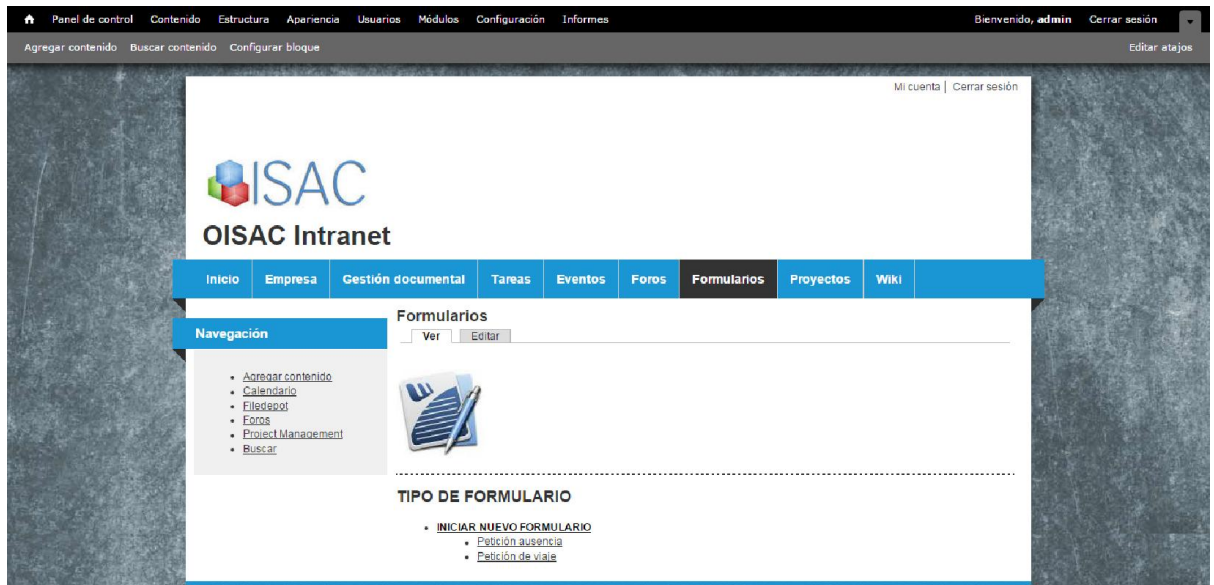 Panel de control Contenido Estructura Apariencia Usuarios Módulos Configuración Informes Bienvenido, admin Cerrar sesión
Agregar contenido Buscar contenido Configurar bloque Editar atajos
Mi cuenta | Cerrar sesión
ISAC
OISAC Intranet
Inicio Empresa Gestión documental Tareas Eventos Foros Formularios Proyectos Wiki
Formularios
Navegación
Ver Editar
Agregar contenido
Calendario
Filedepot
Foros
Project Management
Buscar
TIPO DE FORMULARIO
INICIAR NUEVO FORMULARIO
Petición ausencia
Petición de viaje